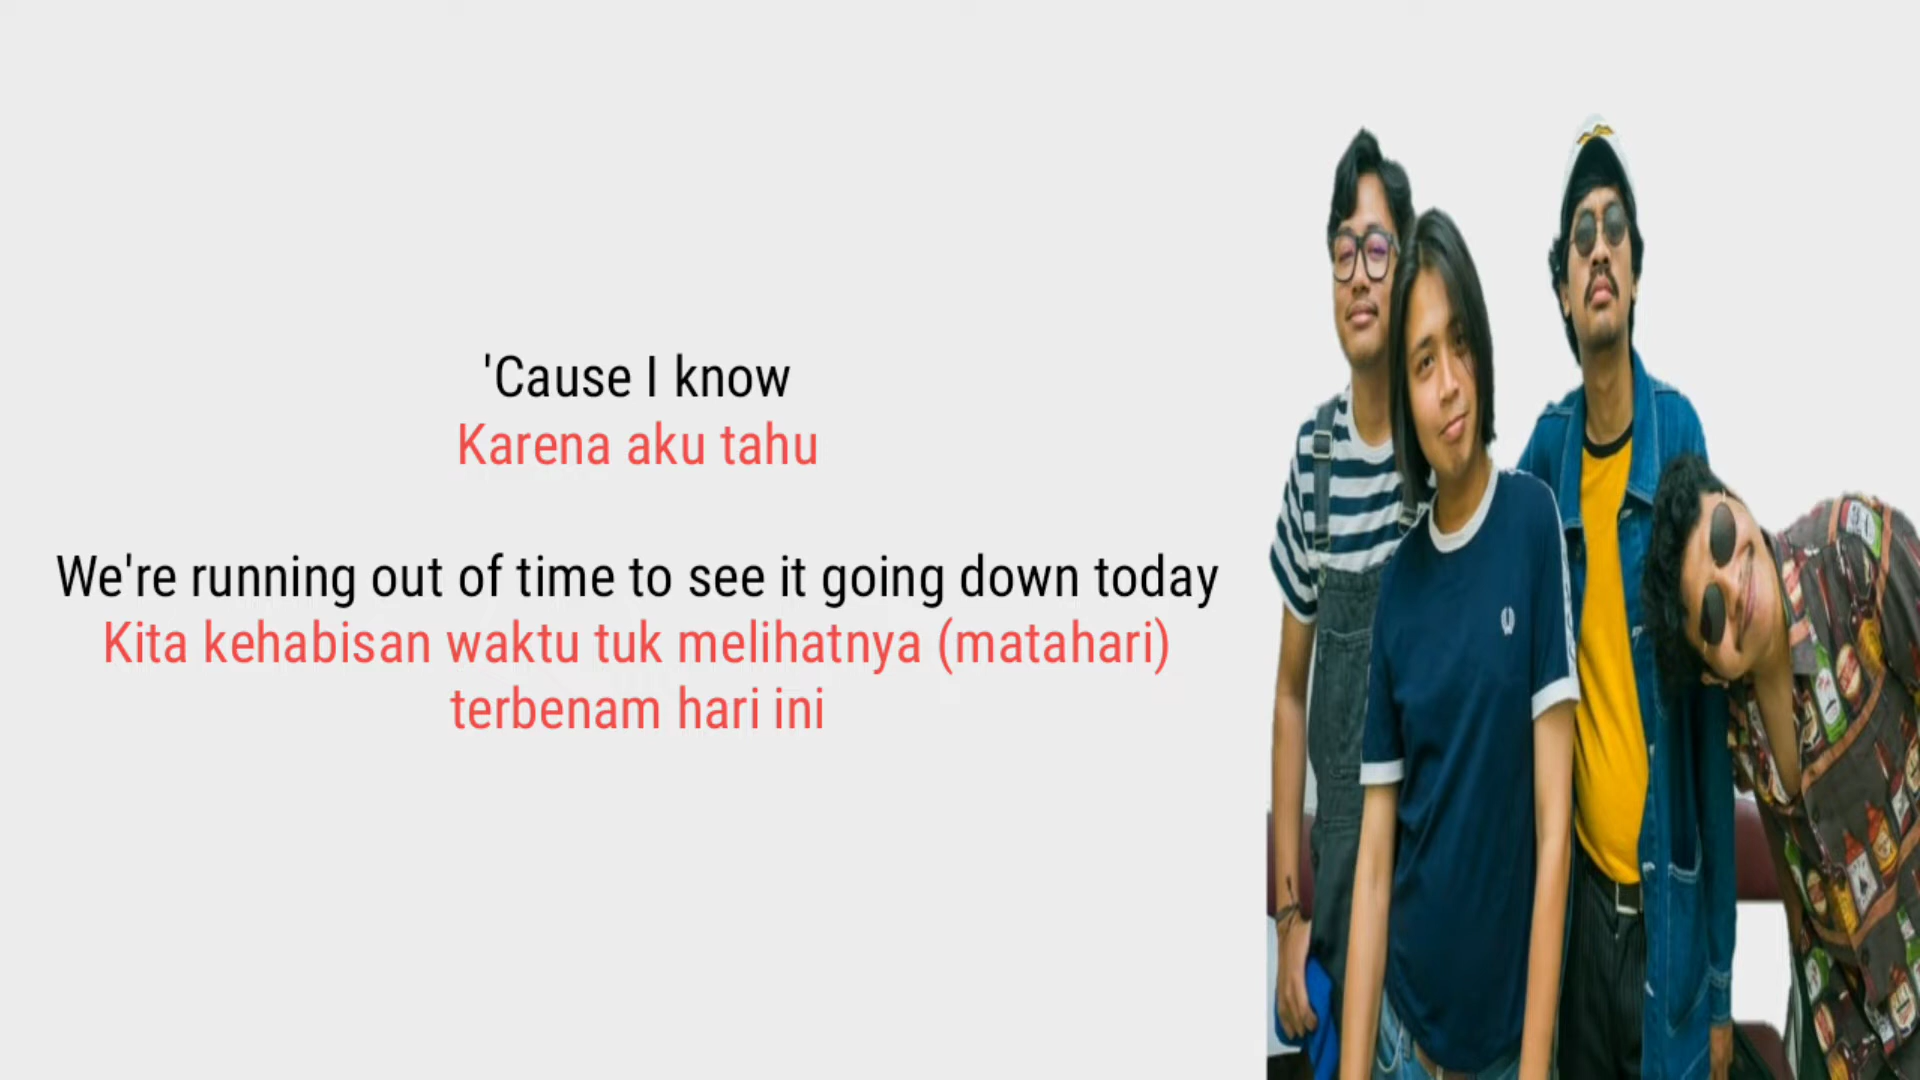 'Cause I know
Karena aku tahu
We're running out of time to see it going down today
Kita kehabisan waktu tuk melihatnya (matahari)
terbenam hari ini